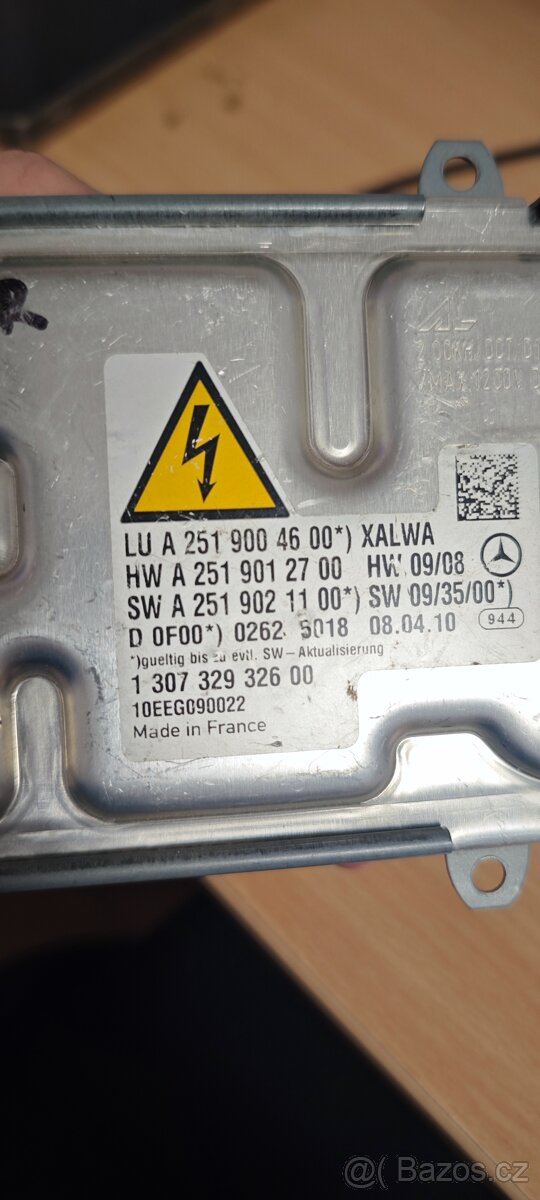 LU A 251 900 46 00*) XALWA
HW A 251 901 27 00 HW 09/08
SW A 251 902 11 00*) SW 09/35/00*)
D 0F00*) 0262 5018 08.04.10 944
*)gueltig bis zu evtl. SW-Aktualisierung
1 307 329 326 00
10EEG090022
Made in France
Bazoš.cz